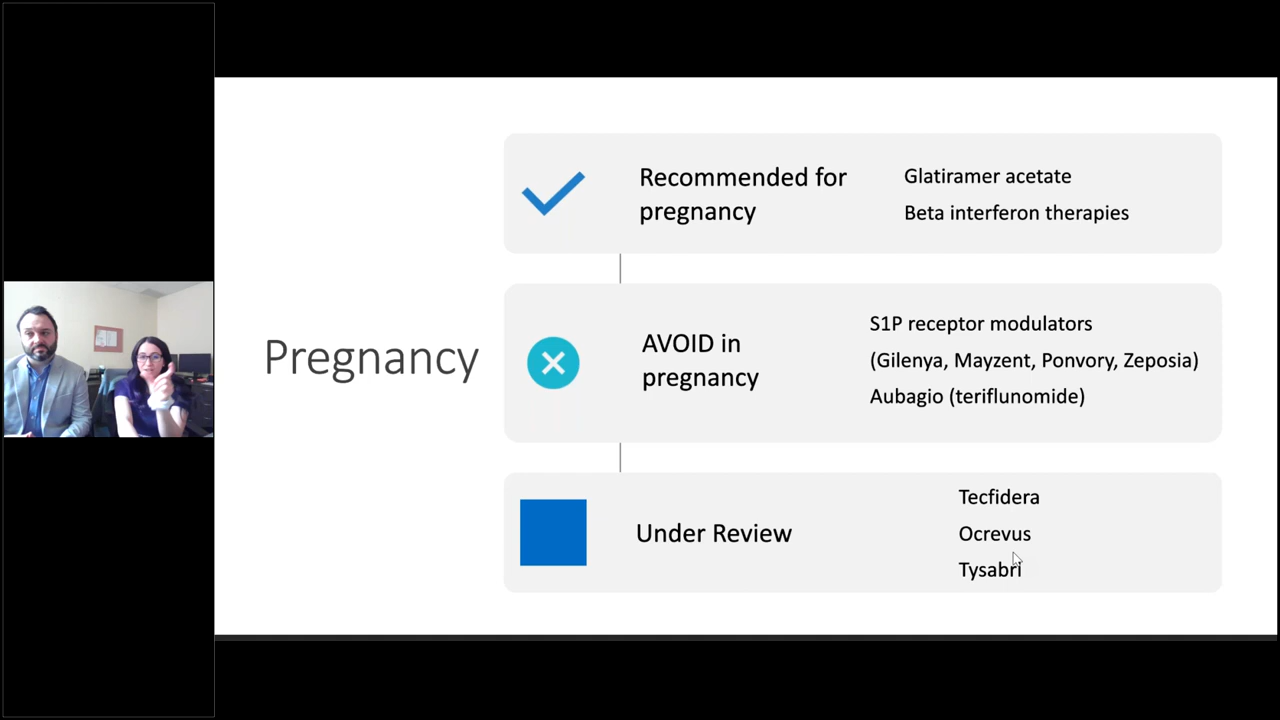 Pregnancy
Recommended for
pregnancy
Glatiramer acetate
Beta interferon therapies
AVOID in
pregnancy
S1P receptor modulators
(Gilenya, Mayzent, Ponvory, Zeposia)
Aubagio (teriflunomide)
Under Review
Tecfidera
Ocrevus
Tysabri